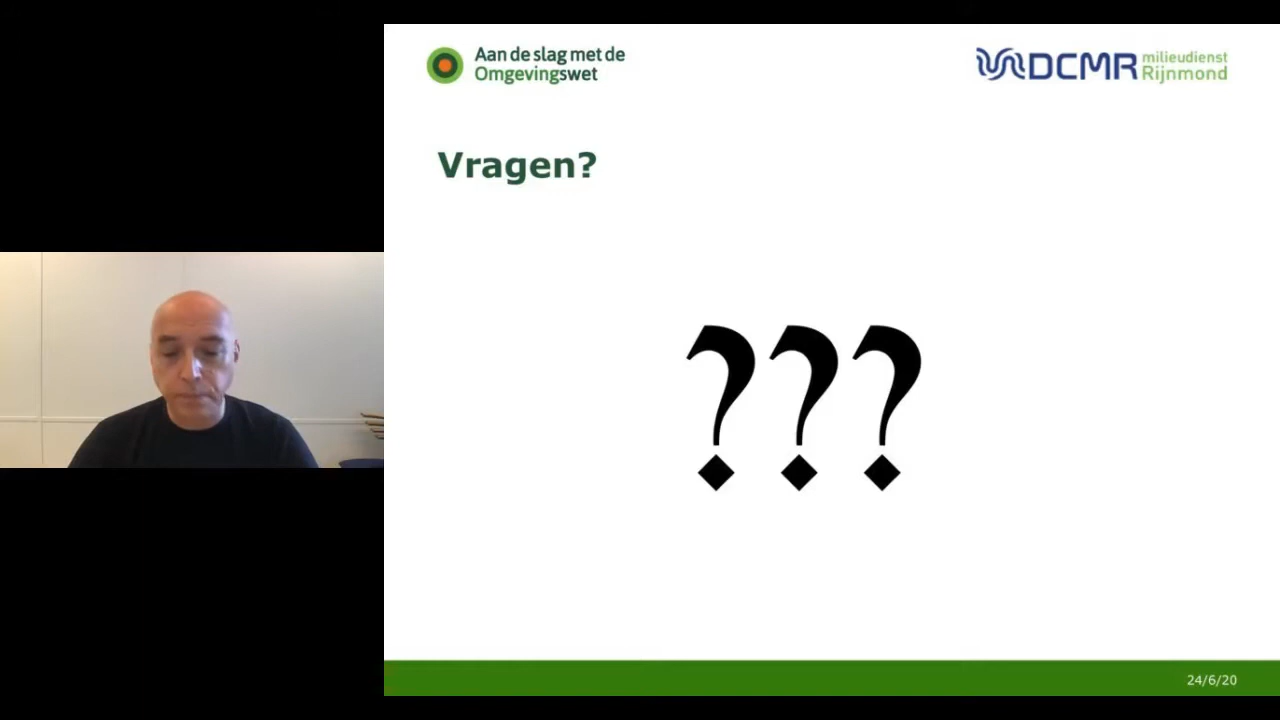 Aan de slag met de
Omgevingswet
DCMR milieudienst
Rijnmond
Vragen?
???
24/6/20